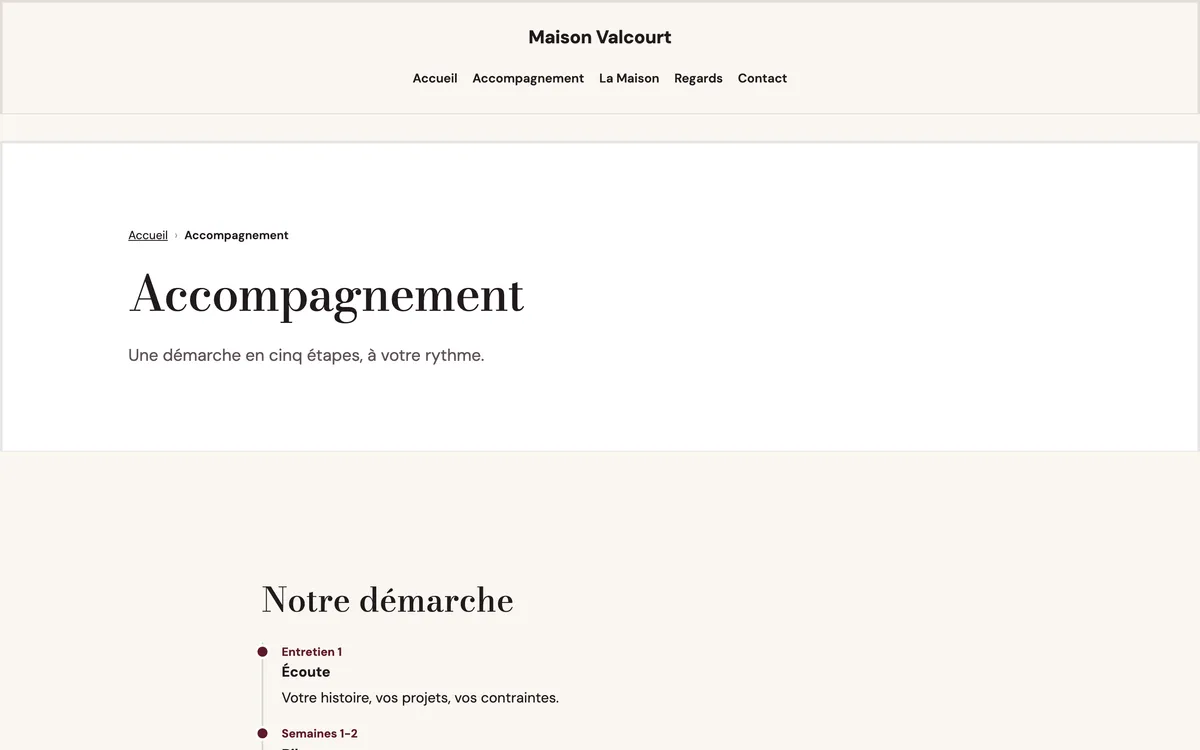 Maison Valcourt
Accueil Accompagnement La Maison Regards Contact
Accueil › Accompagnement
Accompagnement
Une démarche en cinq étapes, à votre rythme.
Notre démarche
Entretien 1
Écoute
Votre histoire, vos projets, vos contraintes.
Semaines 1–2